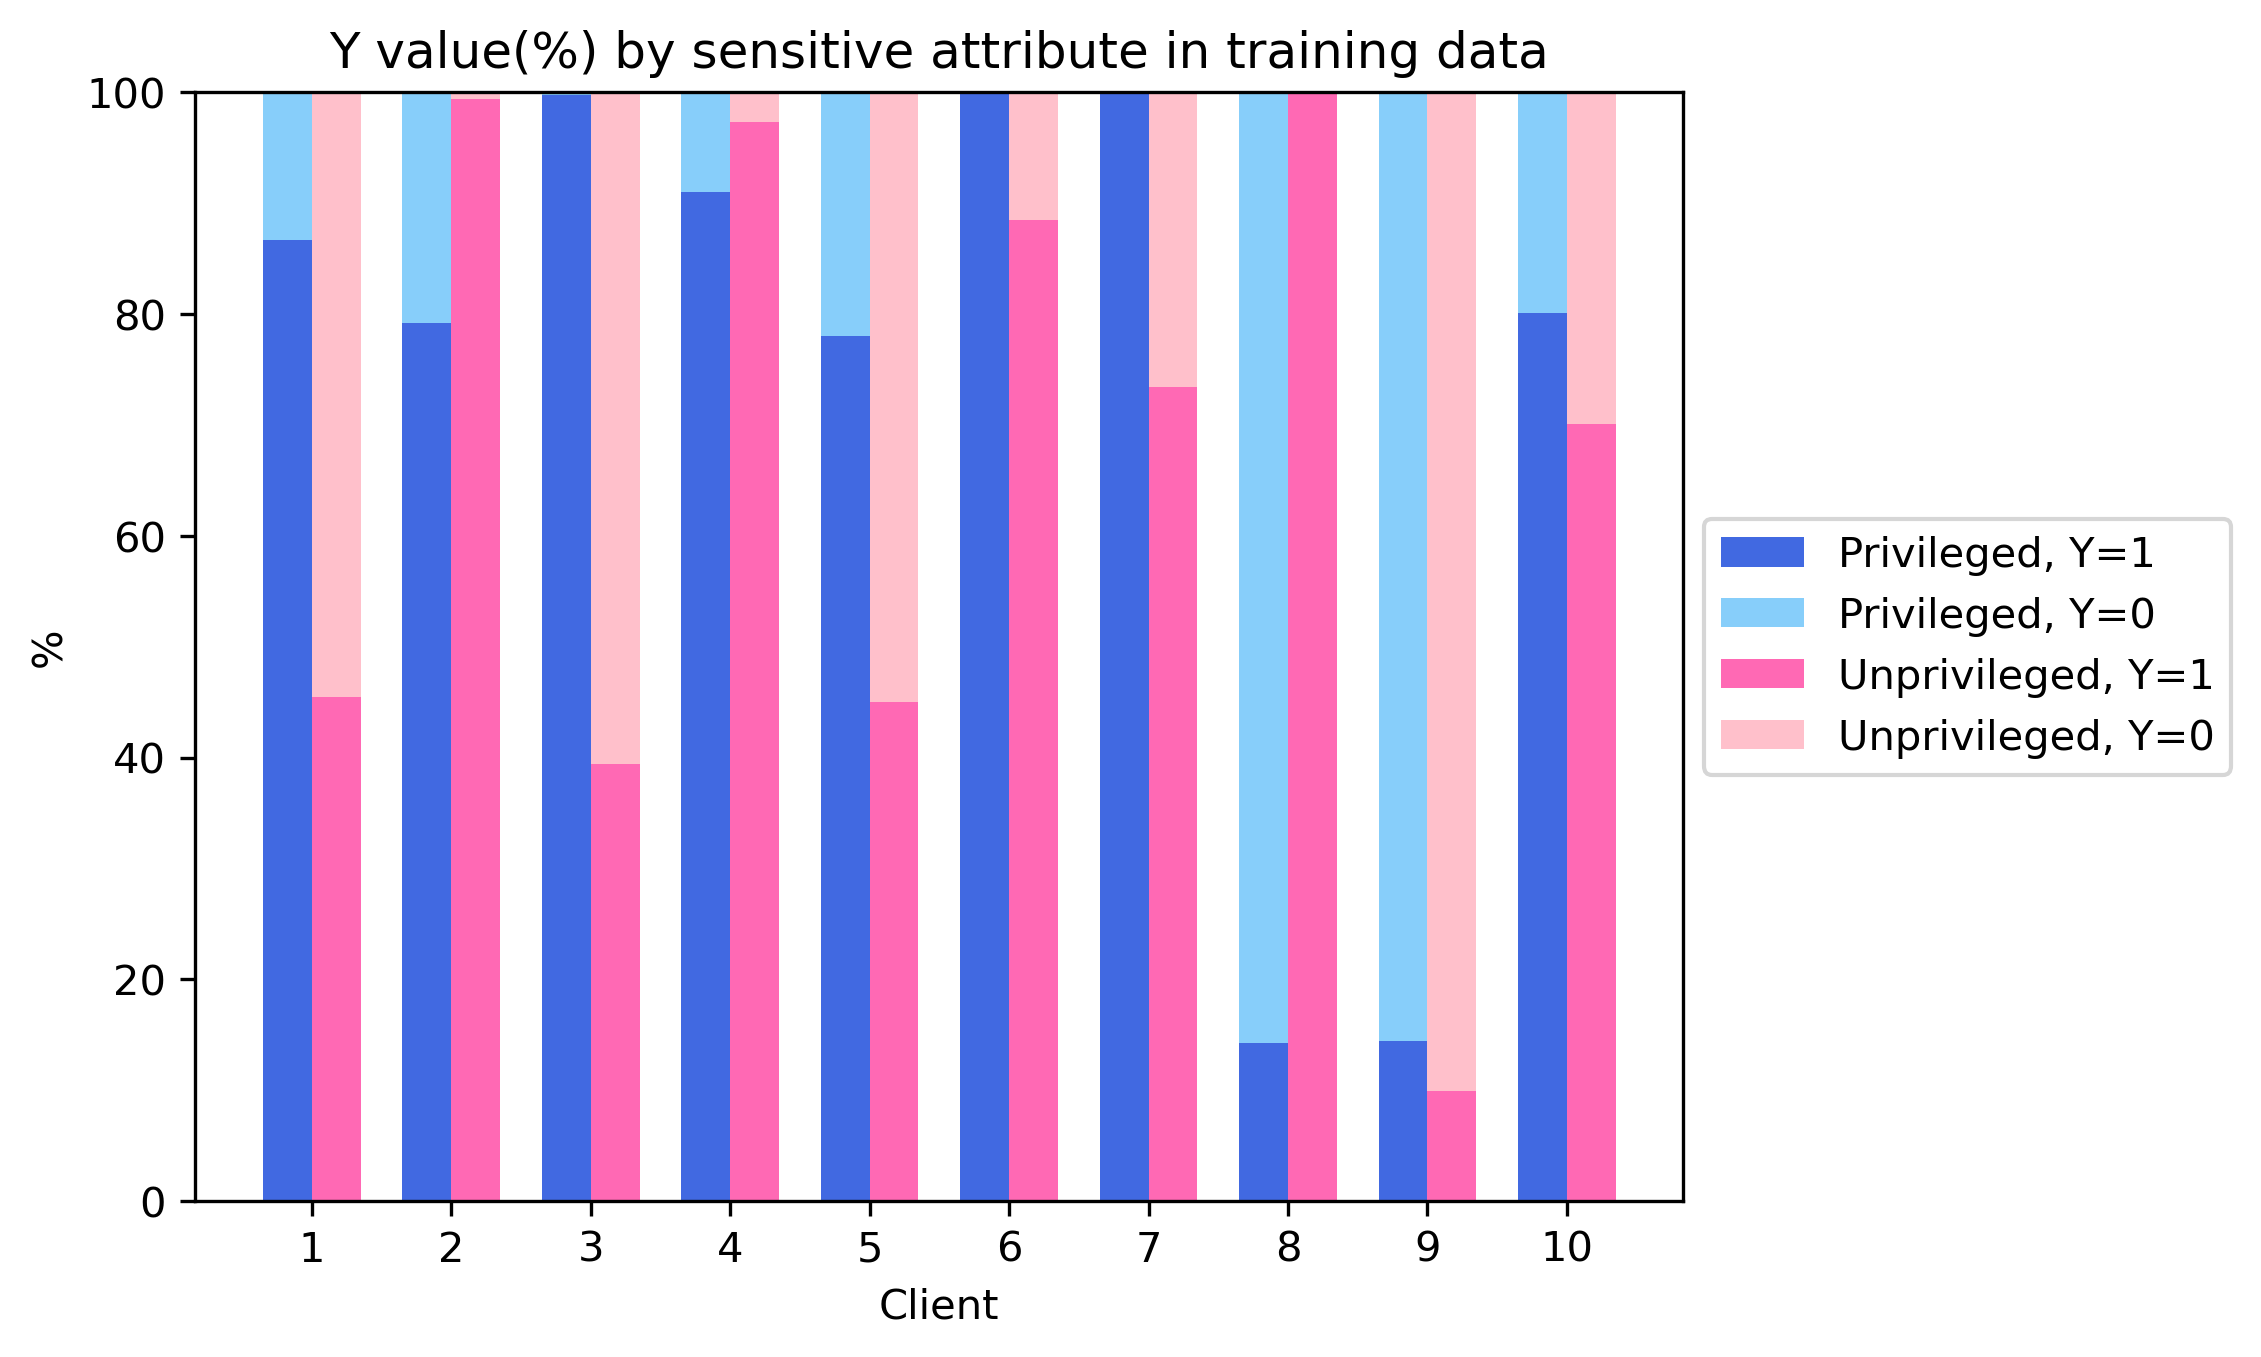 Y value(%) by sensitive attribute in training data
100
80
60
40
20
0
%
1 2 3 4 5 6 7 8 9 10
Client
Privileged, Y=1
Privileged, Y=0
Unprivileged, Y=1
Unprivileged, Y=0